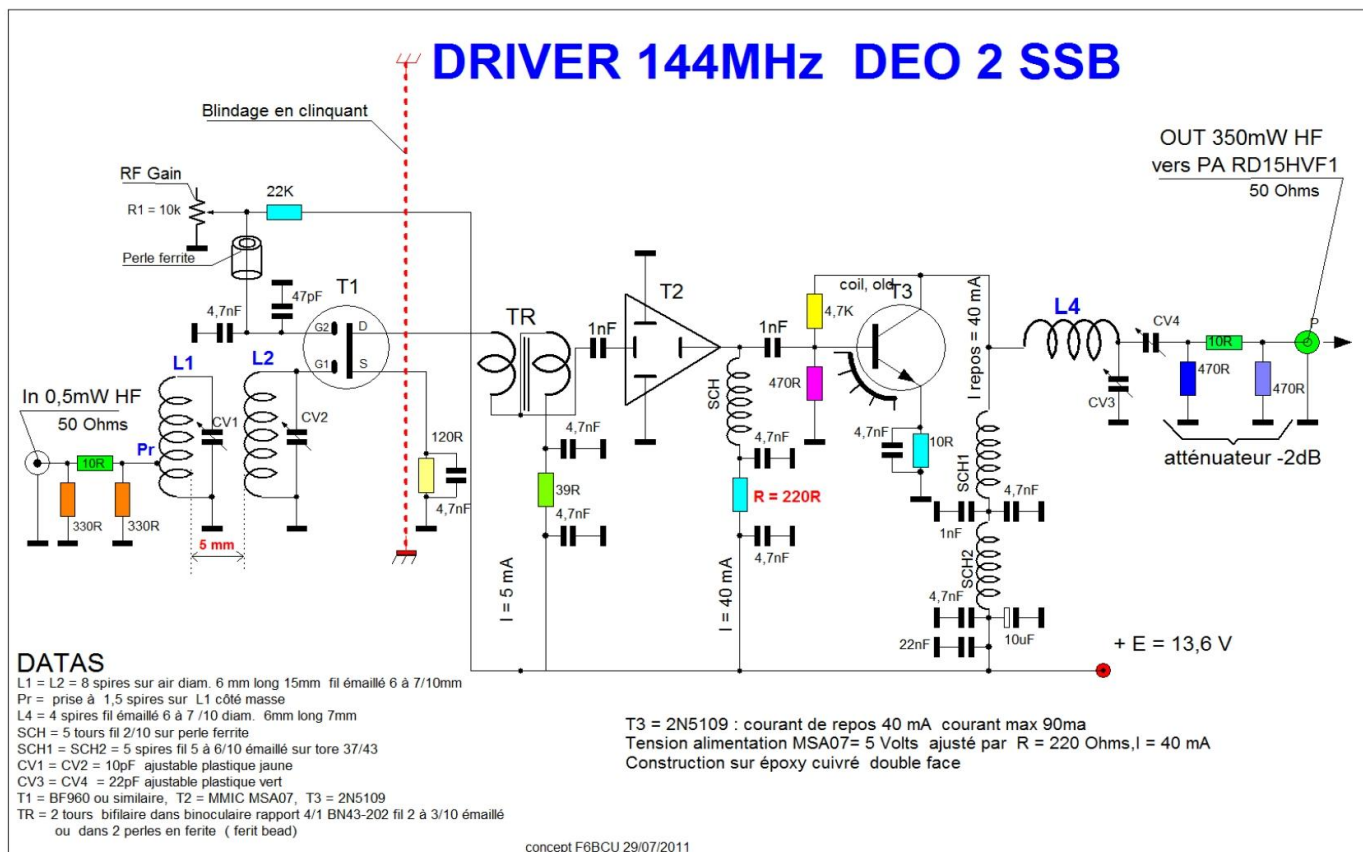 DRIVER 144MHz DEO 2 SSB
Blindage en clinquant
OUT 350mW HF
vers PA RD15HVF1
50 Ohms
RF Gain
R1 = 10k
22K
Perle ferrite
4,7nF
47pF
T1
G2
D
G1
S
L1
L2
In 0,5mW HF
50 Ohms
CV1
CV2
Pr
10R
330R
330R
5 mm
120R
4,7nF
TR
1nF
T2
4,7nF
39R
4,7nF
I = 5 mA
SCH
1nF
4,7nF
R = 220R
4,7nF
I = 40 mA
coil, old
T3
4,7K
470R
4,7nF
10R
I repos = 40 mA
L4
CV4
CV3
10R
P
470R
470R
atténuateur -2dB
SCH1
4,7nF
1nF
SCH2
4,7nF
22nF
10uF
+ E = 13,6 V
DATAS
L1 = L2 = 8 spires sur air diam. 6 mm long 15mm fil émaillé 6 à 7/10mm
Pr = prise à 1,5 spires sur L1 côté masse
L4 = 4 spires fil émaillé 6 à 7 /10 diam. 6mm long 7mm
SCH = 5 tours fil 2/10 sur perle ferrite
SCH1 = SCH2 = 5 spires fil 5 à 6/10 émaillé sur tore 37/43
CV1 = CV2 = 10pF ajustable plastique jaune
CV3 = CV4 = 22pF ajustable plastique vert
T1 = BF960 ou similaire, T2 = MMIC MSA07, T3 = 2N5109
TR = 2 tours bifilaire dans binoculaire rapport 4/1 BN43-202 fil 2 à 3/10 émaillé
ou dans 2 perles en ferite ( ferit bead)
T3 = 2N5109 : courant de repos 40 mA courant max 90ma
Tension alimentation MSA07= 5 Volts ajusté par R = 220 Ohms,I = 40 mA
Construction sur époxy cuivré double face
concept F6BCU 29/07/2011